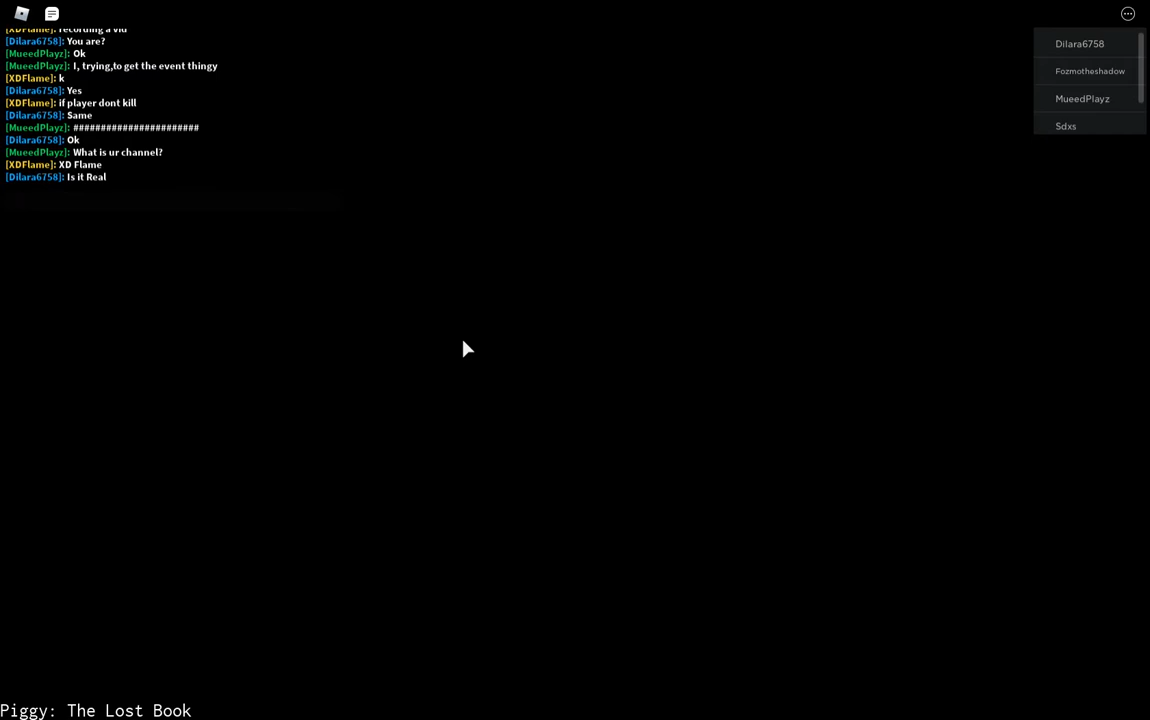 [XDFlame]: recording a vid
[Dilara6758]: You are?
[MueedPlayz]: Ok
[MueedPlayz]: I, trying,to get the event thingy
[XDFlame]: k
[Dilara6758]: Yes
[XDFlame]: if player dont kill
[Dilara6758]: Same
[MueedPlayz]: #######################
[Dilara6758]: Ok
[MueedPlayz]: What is ur channel?
[XDFlame]: XD Flame
[Dilara6758]: Is it Real
Dilara6758
Fozmotheshadow
MueedPlayz
Sdxs
Piggy: The Lost Book